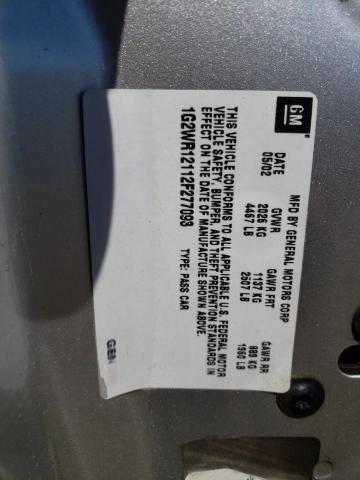 GM
MFD BY GENERAL MOTORS CORP
DATE GVWR GAWR FRT GAWR RR
05/02 2026 KG 1137 KG 889 KG
4467 LB 2507 LB 1960 LB
THIS VEHICLE CONFORMS TO ALL APPLICABLE U.S. FEDERAL MOTOR
VEHICLE SAFETY, BUMPER, AND THEFT PREVENTION STANDARDS IN
EFFECT ON THE DATE OF MANUFACTURE SHOWN ABOVE.
1G2WR12112F277093 TYPE: PASS CAR
GEN